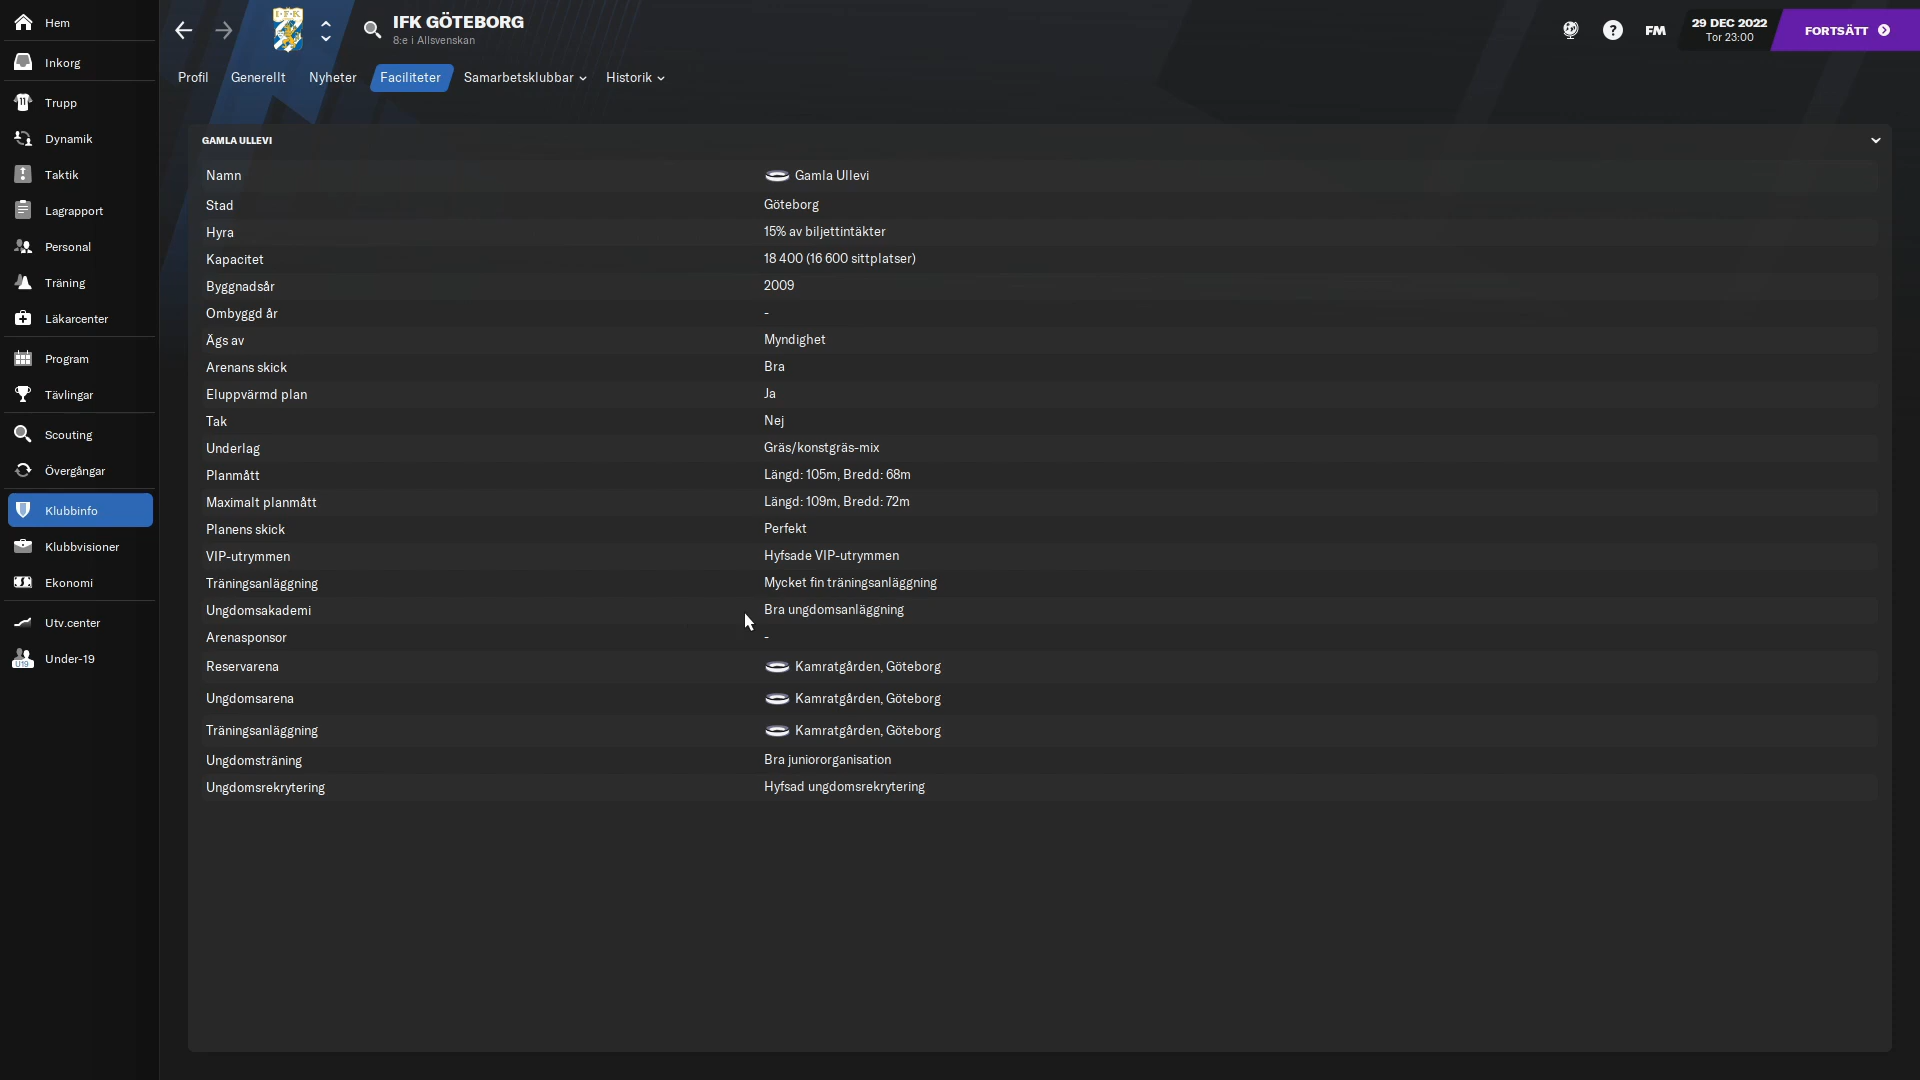 Hem
IFK GÖTEBORG
8:e i Allsvenskan
FM
29 DEC 2022
Tor 23:00
FORTSÄTT
Inkorg
Profil Generellt Nyheter Faciliteter Samarbetsklubbar Historik
Trupp
Dynamik
Taktik
Lagrapport
Personal
Träning
Läkarcenter
Program
Tävlingar
Scouting
Övergångar
Klubbinfo
Klubbvisioner
Ekonomi
Utv.center
U19
Under-19
GAMLA ULLEVI
Namn Gamla Ullevi
Stad Göteborg
Hyra 15% av biljettintäkter
Kapacitet 18 400 (16 600 sittplatser)
Byggnadsår 2009
Ombyggd år -
Ägs av Myndighet
Arenans skick Bra
Eluppvärmd plan Ja
Tak Nej
Underlag Gräs/konstgräs-mix
Planmått Längd: 105m, Bredd: 68m
Maximalt planmått Längd: 109m, Bredd: 72m
Planens skick Perfekt
VIP-utrymmen Hyfsade VIP-utrymmen
Träningsanläggning Mycket fin träningsanläggning
Ungdomsakademi Bra ungdomsanläggning
Arenasponsor -
Reservarena Kamratgården, Göteborg
Ungdomsarena Kamratgården, Göteborg
Träningsanläggning Kamratgården, Göteborg
Ungdomsträning Bra juniororganisation
Ungdomsrekrytering Hyfsad ungdomsrekrytering